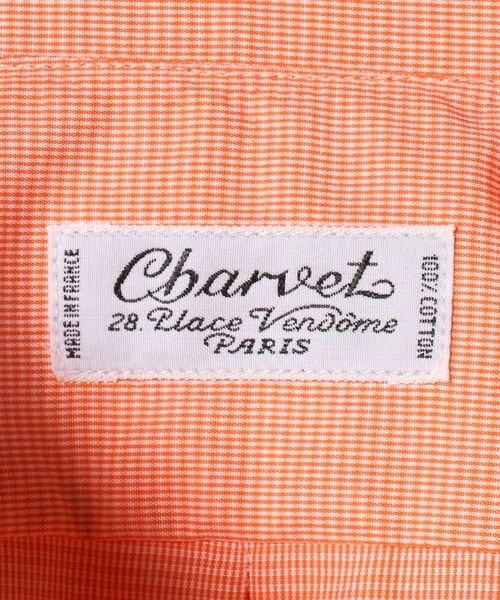 MADE IN FRANCE
Charvet
28. Place Vendôme
PARIS
100% COTTON